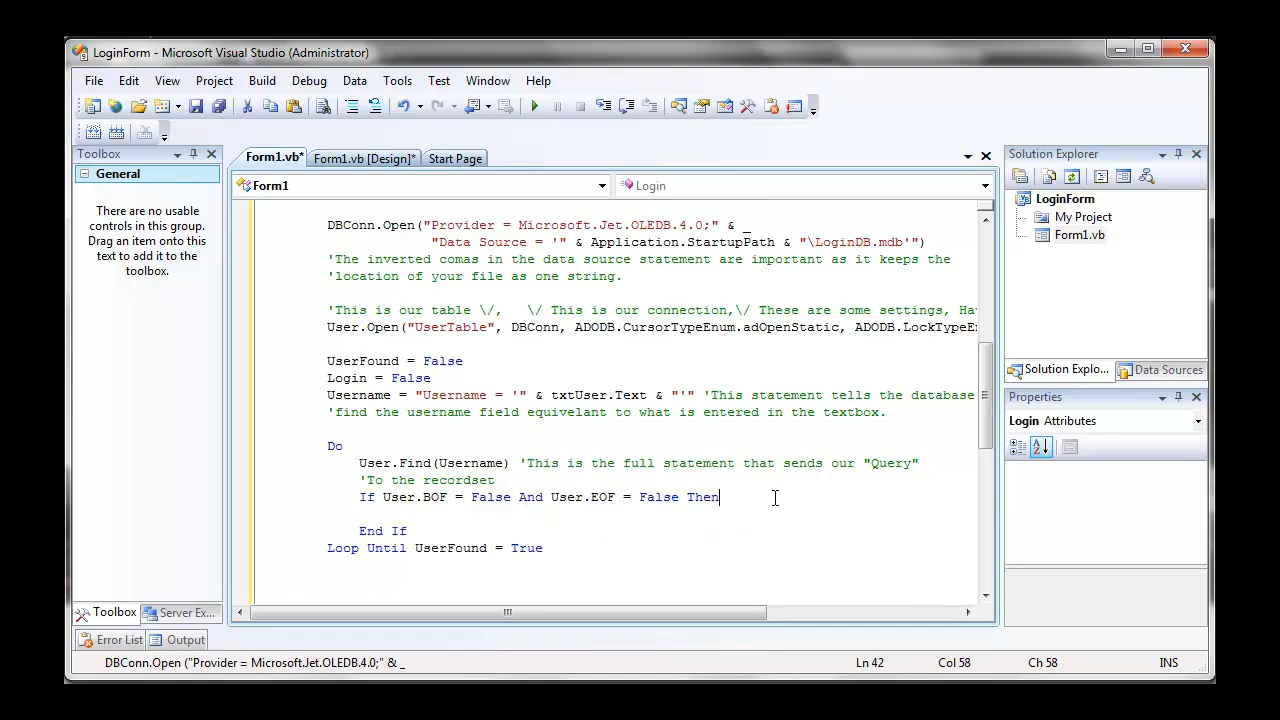 LoginForm - Microsoft Visual Studio (Administrator)
File Edit View Project Build Debug Data Tools Test Window Help
Toolbox
General
There are no usable
controls in this group.
Drag an item onto this
text to add it to the
toolbox.
Toolbox Server Ex...
Form1.vb* Form1.vb [Design]* Start Page
Form1 Login
DBConn.Open("Provider = Microsoft.Jet.OLEDB.4.0;" & _
"Data Source = '" & Application.StartupPath & "\LoginDB.mdb'")
'The inverted comas in the data source statement are important as it keeps the
'location of your file as one string.
'This is our table \/,   \/ This is our connection,\/ These are some settings, Ha
User.Open("UserTable", DBConn, ADODB.CursorTypeEnum.adOpenStatic, ADODB.LockTypeE
UserFound = False
Login = False
Username = "Username = '" & txtUser.Text & "'" 'This statement tells the database
'find the username field equivelant to what is entered in the textbox.
Do
User.Find(Username) 'This is the full statement that sends our "Query"
'To the recordset
If User.BOF = False And User.EOF = False Then
End If
Loop Until UserFound = True
Solution Explorer
LoginForm
My Project
Form1.vb
Solution Explo... Data Sources
Properties
Login Attributes
Error List Output
DBConn.Open ("Provider = Microsoft.Jet.OLEDB.4.0;" & _ Ln 42 Col 58 Ch 58 INS